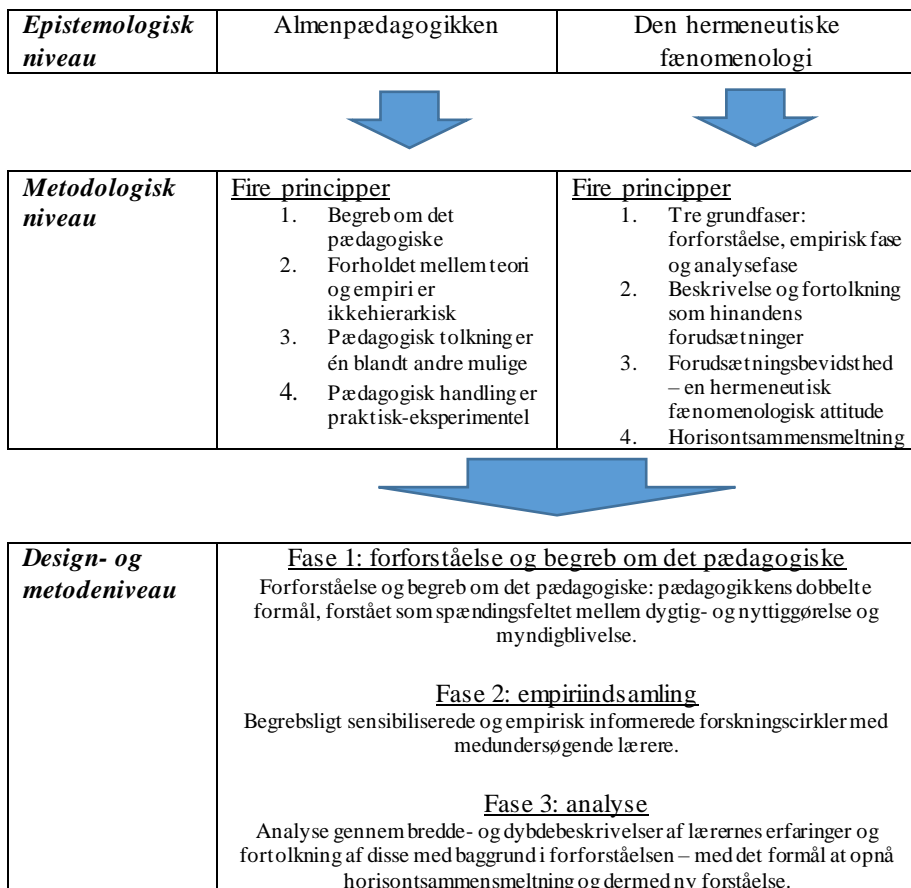 Epistemologisk niveau
Almenpædagogikken
Den hermeneutiske fænomenologi
Metodologisk niveau
Fire principper
1. Begreb om det
pædagogiske
2. Forholdet mellem teori
og empiri er
ikkehierarkisk
3. Pædagogisk tolkning er
én blandt andre mulige
4. Pædagogisk handling er
praktisk-eksperimentel
Fire principper
1. Tre grundfaser:
forforståelse, empirisk fase
og analysefase
2. Beskrivelse og fortolkning
som hinandens
forudsætninger
3. Forudsætningsbevidsthed
– en hermeneutisk
fænomenologisk attitude
4. Horisontsammensmeltning
Design- og
metodeniveau
Fase 1: forforståelse og begreb om det pædagogiske
Forforståelse og begreb om det pædagogiske: pædagogikkens dobbelte
formål, forstået som spændingsfeltet mellem dygtig- og nyttiggørelse og
myndigblivelse.
Fase 2: empiriindsamling
Begrebsligt sensibiliserede og empirisk informerede forskningscirkler med
medundersøgende lærere.
Fase 3: analyse
Analyse gennem bredde- og dybdebeskrivelser af lærernes erfaringer og
fortolkning af disse med baggrund i forforståelsen – med det formål at opnå
horisontsammensmeltning og dermed ny forståelse.